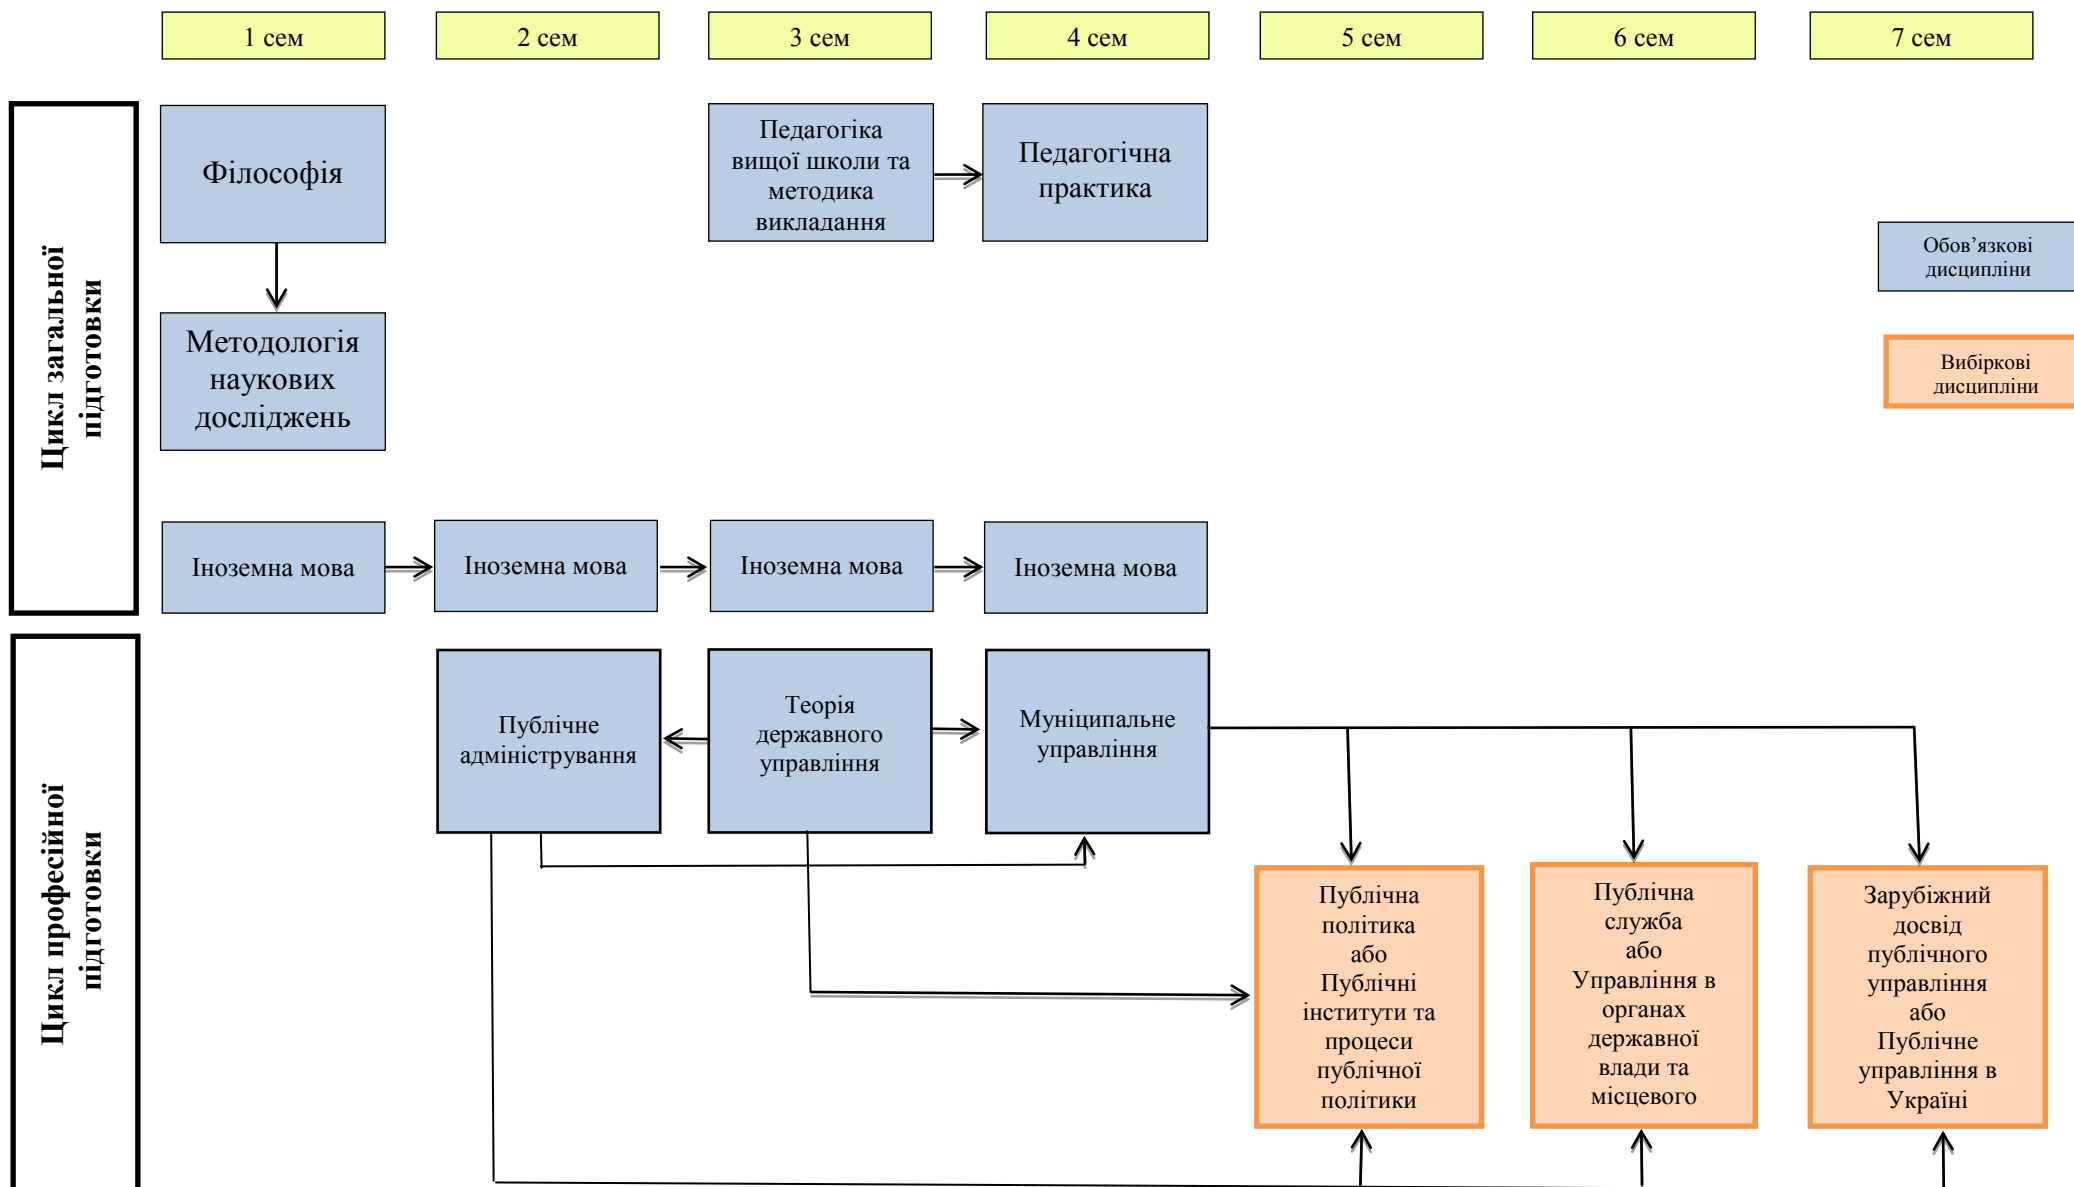 1 сем
2 сем
3 сем
4 сем
5 сем
6 сем
7 сем
Цикл загальної
підготовки
Філософія
Педагогіка
вищої школи та
методика
викладання
Педагогічна
практика
Обов’язкові
дисципліни
Вибіркові
дисципліни
Методологія
наукових
досліджень
Іноземна мова
Іноземна мова
Іноземна мова
Іноземна мова
Цикл професійної
підготовки
Публічне
адміністрування
Теорія
державного
управління
Муніципальне
управління
Публічна
політика
або
Публічні
інститути та
процеси
публічної
політики
Публічна
служба
або
Управління в
органах
державної
влади та
місцевого
Зарубіжний
досвід
публічного
управління
або
Публічне
управління в
Україні